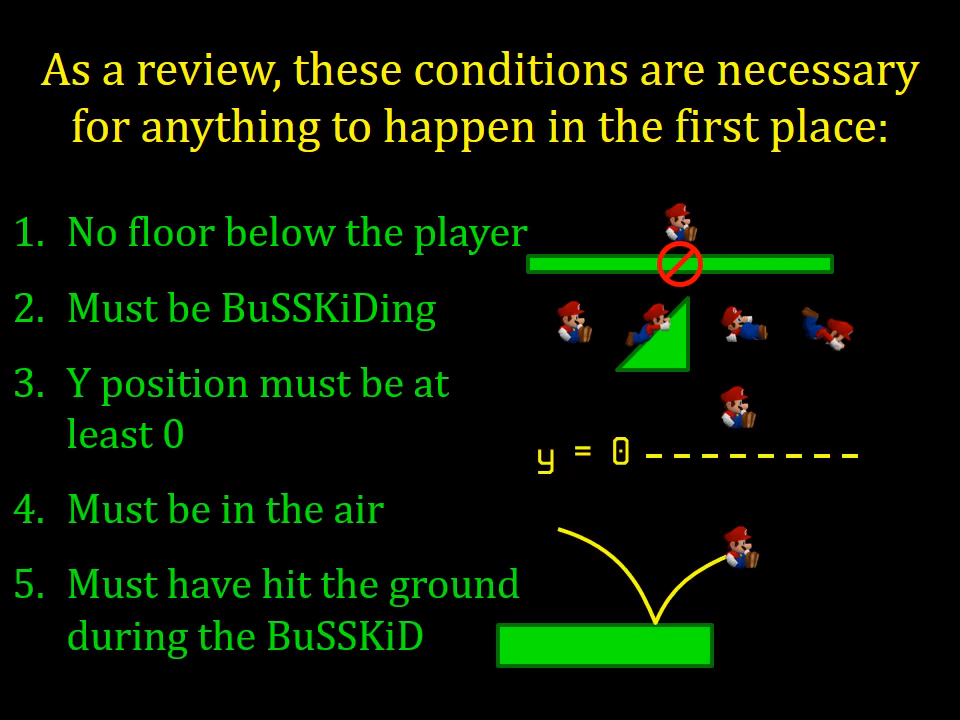 As a review, these conditions are necessary
for anything to happen in the first place:
1. No floor below the player
2. Must be BuSSKiDing
3. Y position must be at
least 0
y = 0
4. Must be in the air
5. Must have hit the ground
during the BuSSKiD